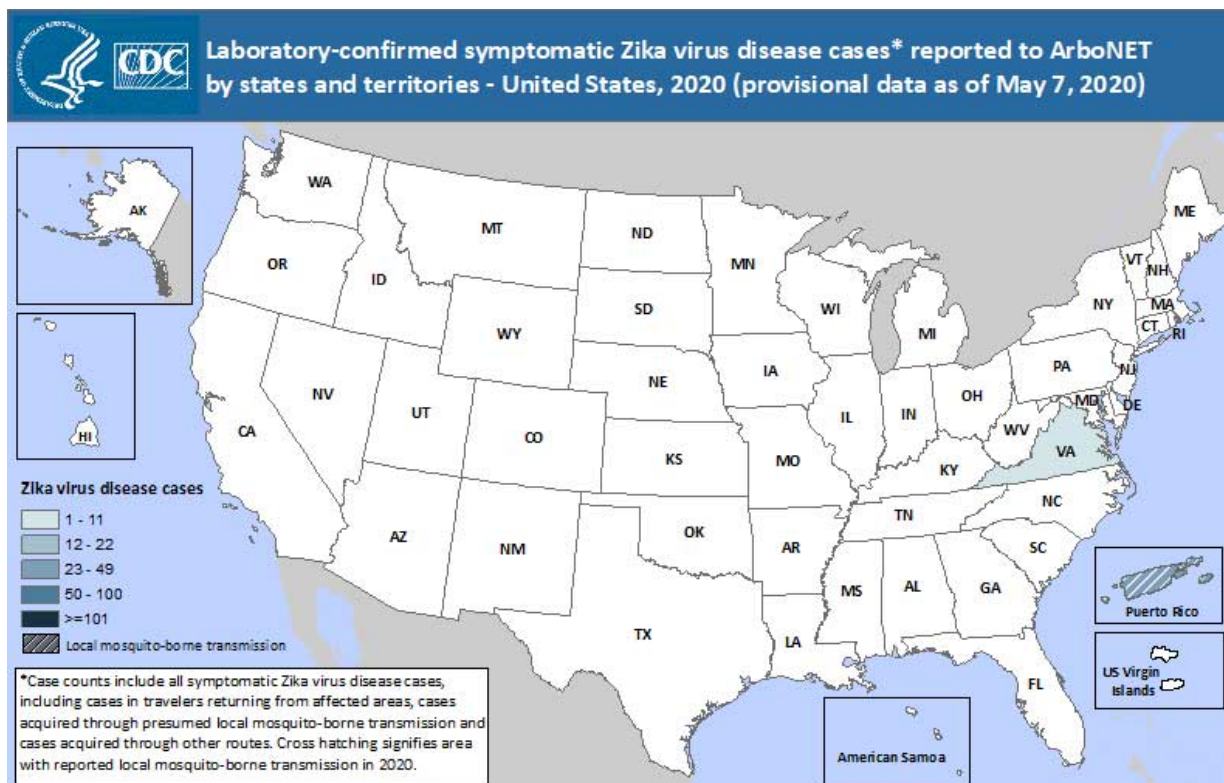 CDC
Laboratory-confirmed symptomatic Zika virus disease cases* reported to ArboNET
by states and territories - United States, 2020 (provisional data as of May 7, 2020)
AK
HI
WA
MT
ND
MN
ME
OR
ID
SD
WI
VT
NH
NY
MA
WY
MI
CT
RI
NE
IA
PA
NJ
NV
UT
IL
IN
OH
MD
DE
CA
CO
WV
KS
MO
VA
KY
NC
TN
AZ
NM
OK
AR
SC
MS
AL
GA
TX
LA
FL
Zika virus disease cases
1 - 11
12 - 22
23 - 49
50 - 100
>=101
Local mosquito-borne transmission
*Case counts include all symptomatic Zika virus disease cases,
including cases in travelers returning from affected areas, cases
acquired through presumed local mosquito-borne transmission and
cases acquired through other routes. Cross hatching signifies area
with reported local mosquito-borne transmission in 2020.
Puerto Rico
US Virgin
Islands
American Samoa